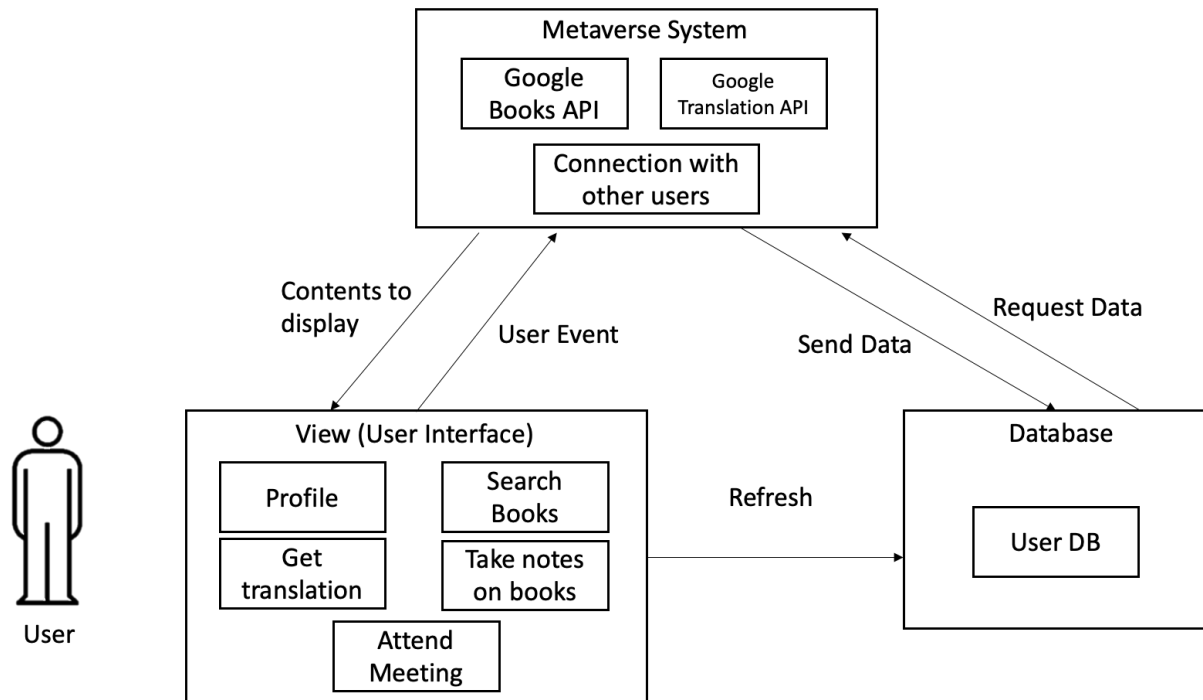 Metaverse System
Google
Books API
Google
Translation API
Connection with
other users
Contents to
display
User Event
Send Data
Request Data
View (User Interface)
Profile
Search
Books
Get
translation
Take notes
on books
Attend
Meeting
Refresh
Database
User DB
User